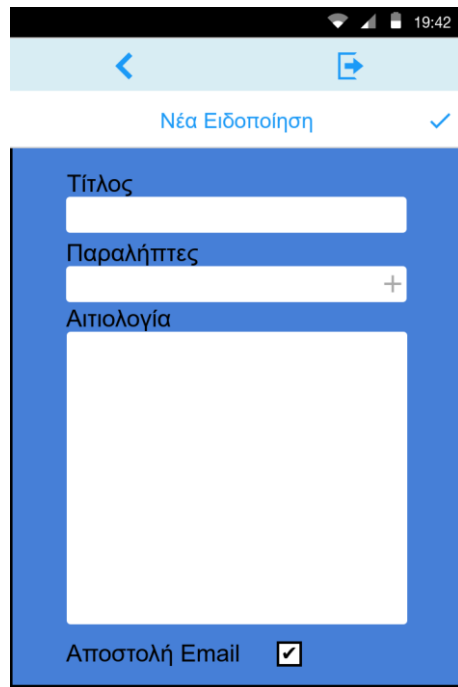 19:42
Νέα Ειδοποίηση
Τίτλος
Παραλήπτες
Αιτιολογία
Αποστολή Email